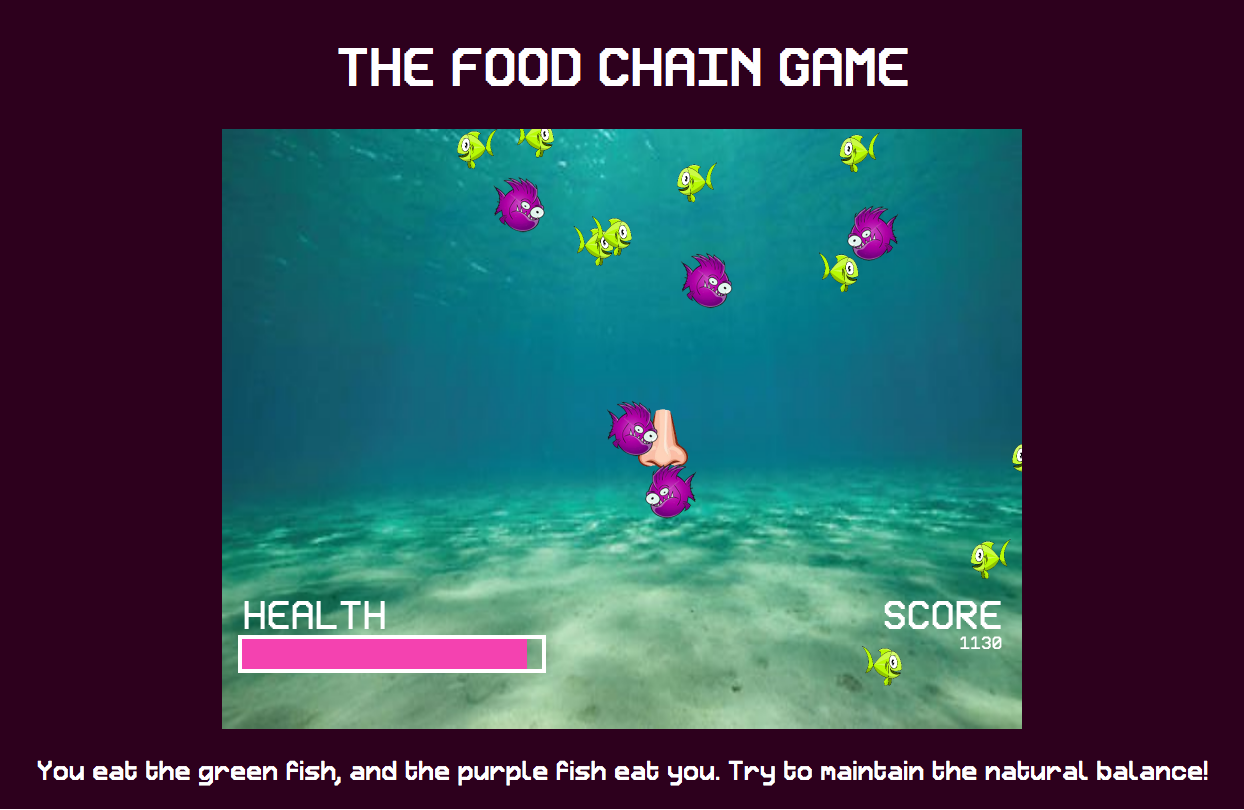 THE FOOD CHAIN GAME
HEALTH
SCORE
1130
You eat the green fish, and the purple fish eat you. Try to maintain the natural balance!